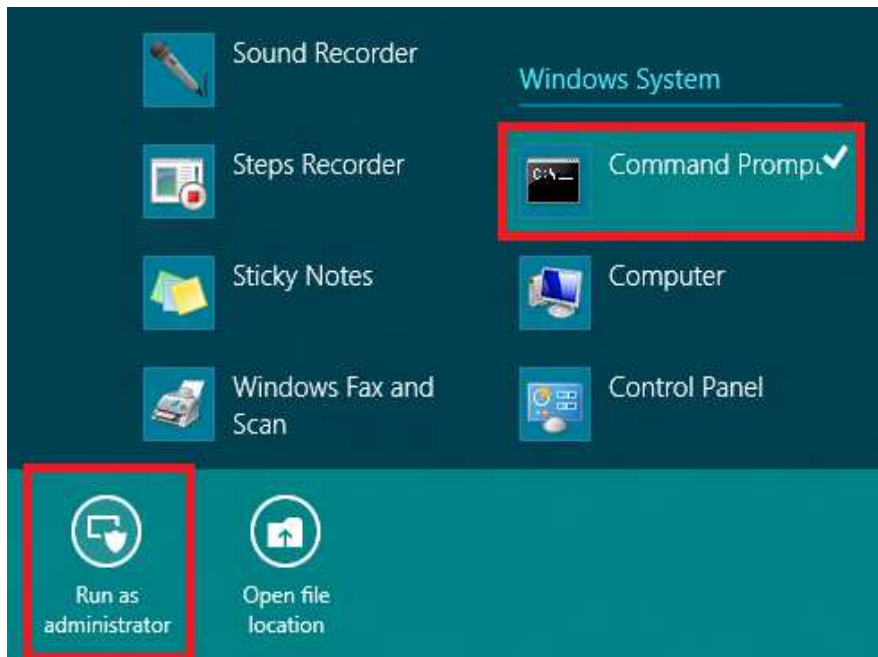 Sound Recorder
Steps Recorder
Sticky Notes
Windows Fax and
Scan
Windows System
C:\_
Command Prompt
Computer
Control Panel
Run as
administrator
Open file
location